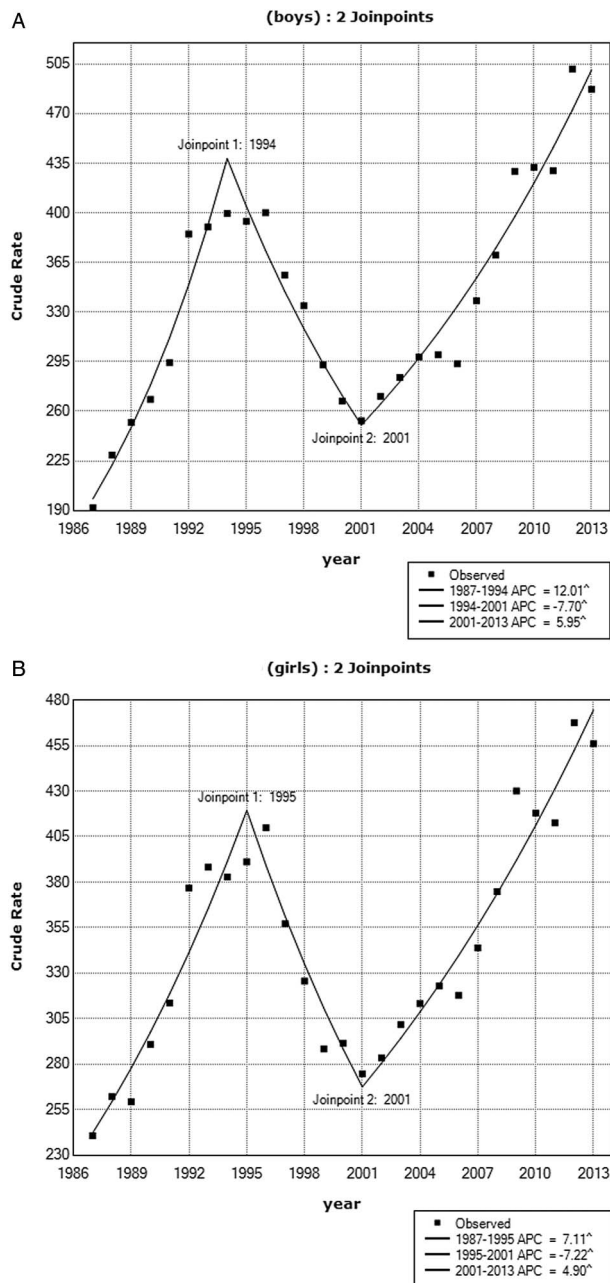 A
(boys) : 2 Joinpoints
505
470
435
400
365
330
295
260
225
190
Crude Rate
Joinpoint 1: 1994
Joinpoint 2: 2001
1986 1989 1992 1995 1998 2001 2004 2007 2010 2013
year
Observed
1987-1994 APC = 12.01^
1994-2001 APC = -7.70^
2001-2013 APC = 5.95^
B
(girls) : 2 Joinpoints
480
455
430
405
380
355
330
305
280
255
230
Crude Rate
Joinpoint 1: 1995
Joinpoint 2: 2001
1986 1989 1992 1995 1998 2001 2004 2007 2010 2013
year
Observed
1987-1995 APC = 7.11^
1995-2001 APC = -7.22^
2001-2013 APC = 4.90^